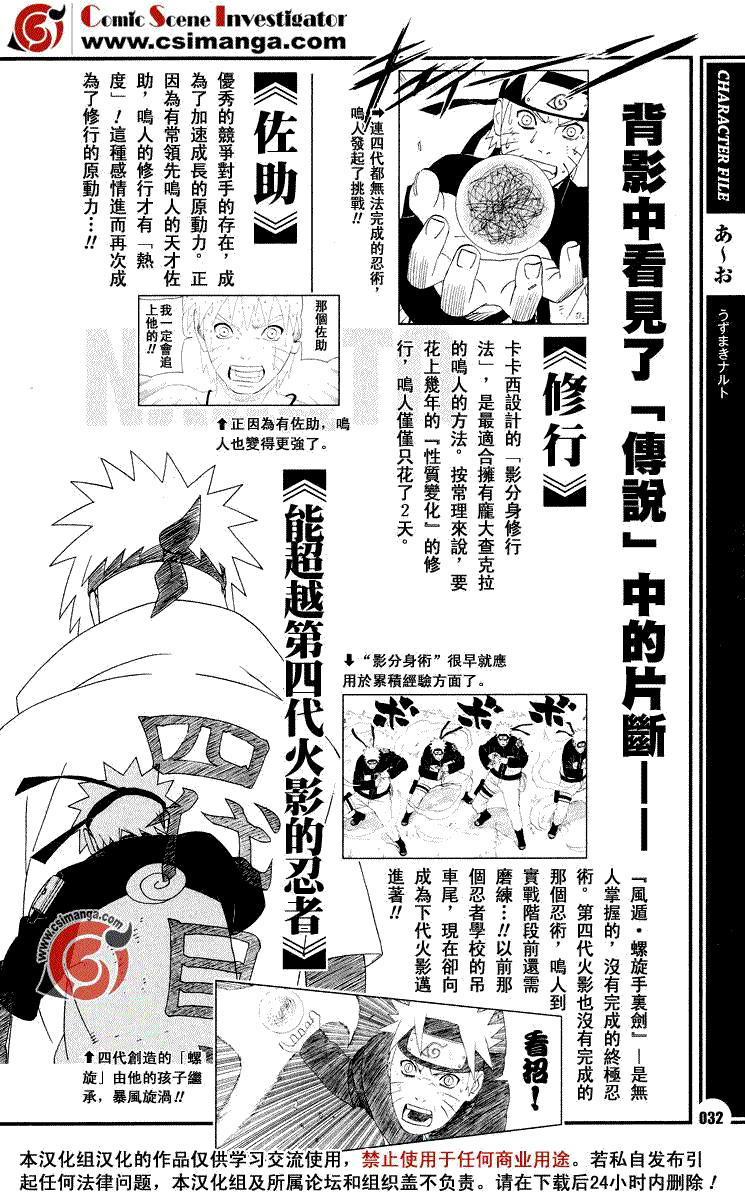 Comic Scene Investigator
www.csimanga.com
CHARACTER FILE
あ～お
うずまきナルト
背影中看見了「傳說」中的片斷——
➡連四代都無法完成的忍術，
鳴人發起了挑戰!!
《佐助》
優秀的競爭對手的存在，成
為了加速成長的原動力。正
因為有常領先鳴人的天才佐
助，鳴人的修行才有「熱
度」！這種感情進而再次成
為了修行的原動力…!!
那個佐助
我一定會追
上他的!!
⬆正因為有佐助，鳴
人也變得更強了。
《修行》
卡卡西設計的「影分身修行
法」，是最適合擁有龐大查克拉
的鳴人的方法。按常理來說，要
花上幾年的『性質變化』的修
行，鳴人僅僅只花了2天。
⬇“影分身術”很早就應
用於累積經驗方面了。
ボ
ボ
《能超越第四代火影的忍者》
『風遁・螺旋手裏劍』—是無
人掌握的，沒有完成的終極忍
術。第四代火影也沒有完成的
那個忍術，鳴人到
實戰階段前還需
磨練…!!以前那
個忍者學校的吊
車尾，現在卻向
成為下代火影邁
進著!!
四代目
www.csimanga.com
⬆四代創造的「螺
旋」由他的孩子繼
承，暴風旋渦!!
看招！
032
本汉化组汉化的作品仅供学习交流使用，禁止使用于任何商业用途。若私自发布引
起任何法律问题，本汉化组及所属论坛和组织盖不负责。请在下载后24小时内删除！